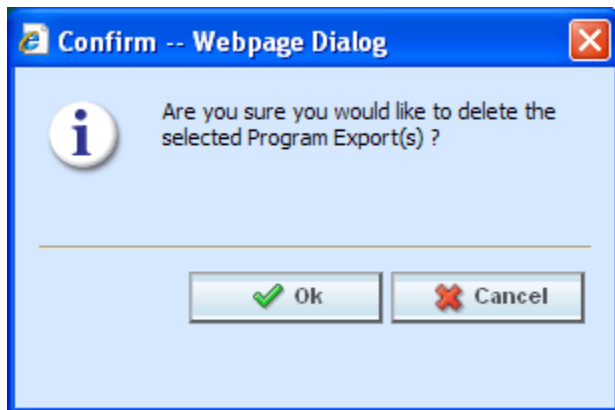 Confirm -- Webpage Dialog
Are you sure you would like to delete the
selected Program Export(s) ?
Ok
Cancel